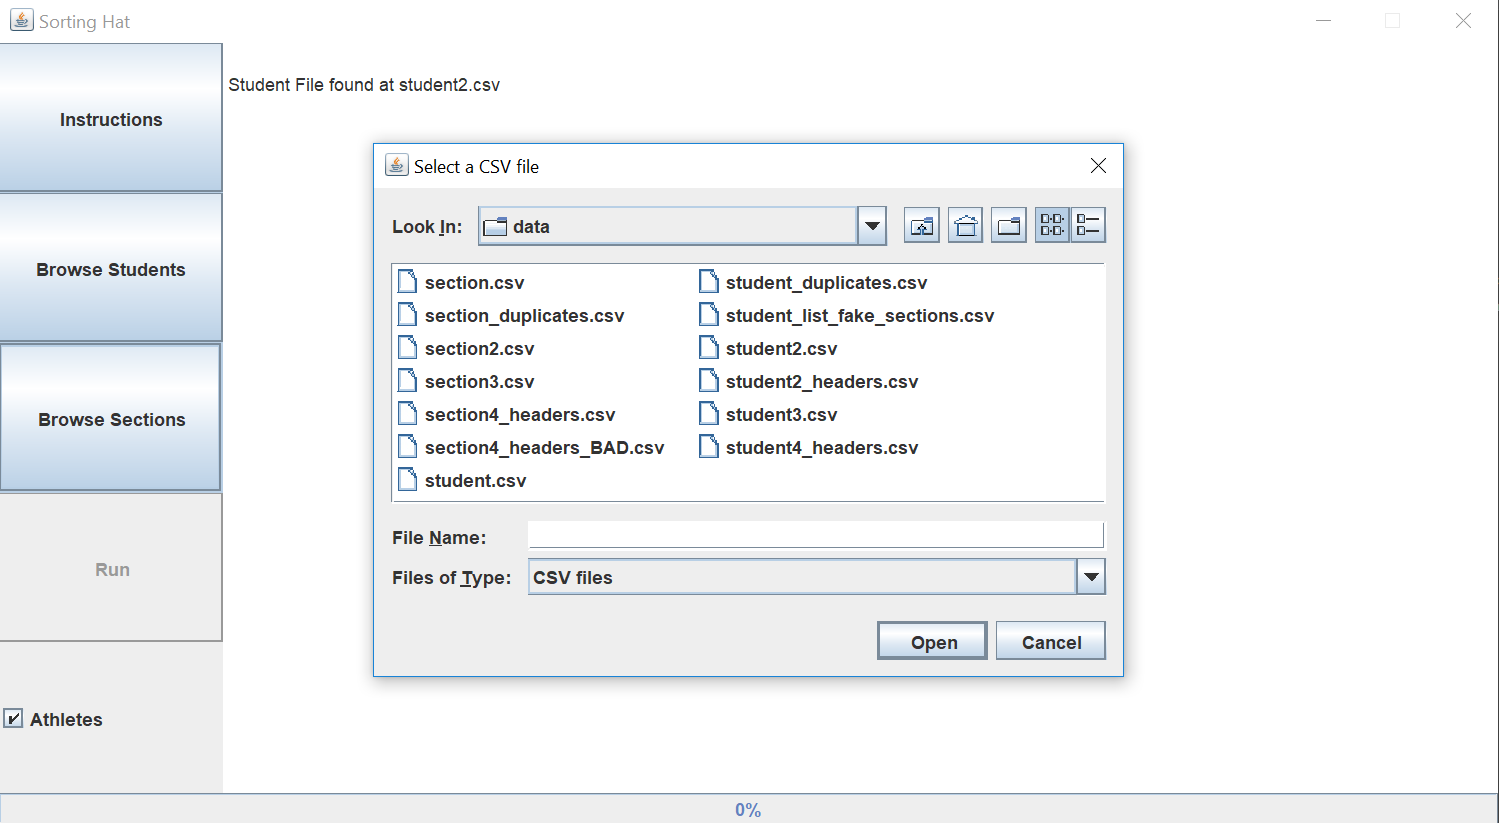 Sorting Hat
Instructions
Student File found at student2.csv
Browse Students
Browse Sections
Run
Athletes
Select a CSV file
Look In:
data
section.csv
section_duplicates.csv
section2.csv
section3.csv
section4_headers.csv
section4_headers_BAD.csv
student.csv
student_duplicates.csv
student_list_fake_sections.csv
student2.csv
student2_headers.csv
student3.csv
student4_headers.csv
File Name:
Files of Type:
CSV files
Open
Cancel
0%